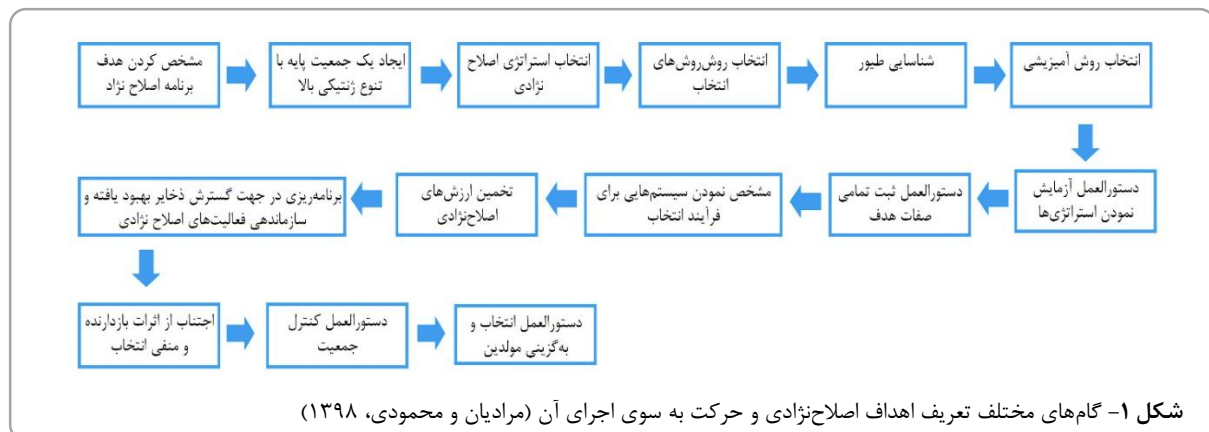 مشخص کردن هدف
برنامه اصلاح نژاد
ایجاد یک جمعیت پایه با
تنوع ژنتیکی بالا
انتخاب استراتژی اصلاح
نژادی
انتخاب روش‌روش‌های
انتخاب
شناسایی طیور
انتخاب روش آمیزیشی
دستورالعمل آزمایش
نمودن استراتژی‌ها
دستورالعمل ثبت تمامی
صفات هدف
مشخص نمودن سیستم‌هایی برای
فرآیند انتخاب
تخمین ارزش‌های
اصلاح‌نژادی
برنامه‌ریزی در جهت گسترش ذخایر بهبود یافته و
سازماندهی فعالیت‌های اصلاح نژادی
اجتناب از اثرات بازدارنده
و منفی انتخاب
دستورالعمل کنترل
جمعیت
دستورالعمل انتخاب و
به‌گزینی مولدین
شکل ۱- گام‌های مختلف تعریف اهداف اصلاح‌نژادی و حرکت به سوی اجرای آن (مرادیان و محمودی، ۱۳۹۸)